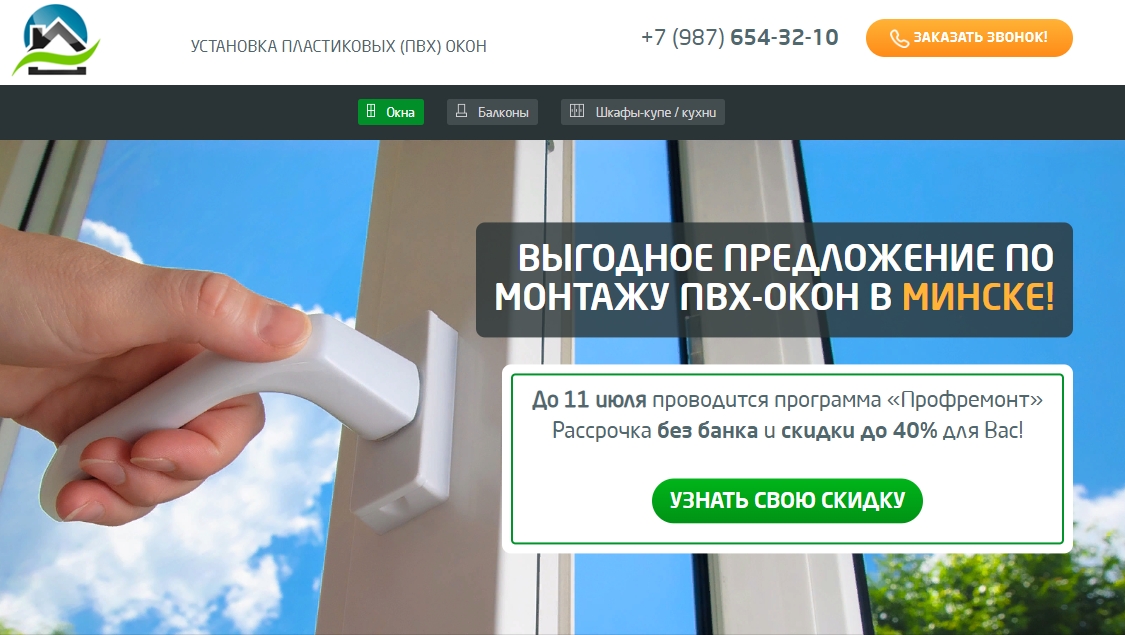 УСТАНОВКА ПЛАСТИКОВЫХ (ПВХ) ОКОН
+7 (987) 654-32-10
ЗАКАЗАТЬ ЗВОНОК!
Окна
Балконы
Шкафы-купе / кухни
ВЫГОДНОЕ ПРЕДЛОЖЕНИЕ ПО
МОНТАЖУ ПВХ-ОКОН В МИНСКЕ!
До 11 июля проводится программа «Профремонт»
Рассрочка без банка и скидки до 40% для Вас!
УЗНАТЬ СВОЮ СКИДКУ